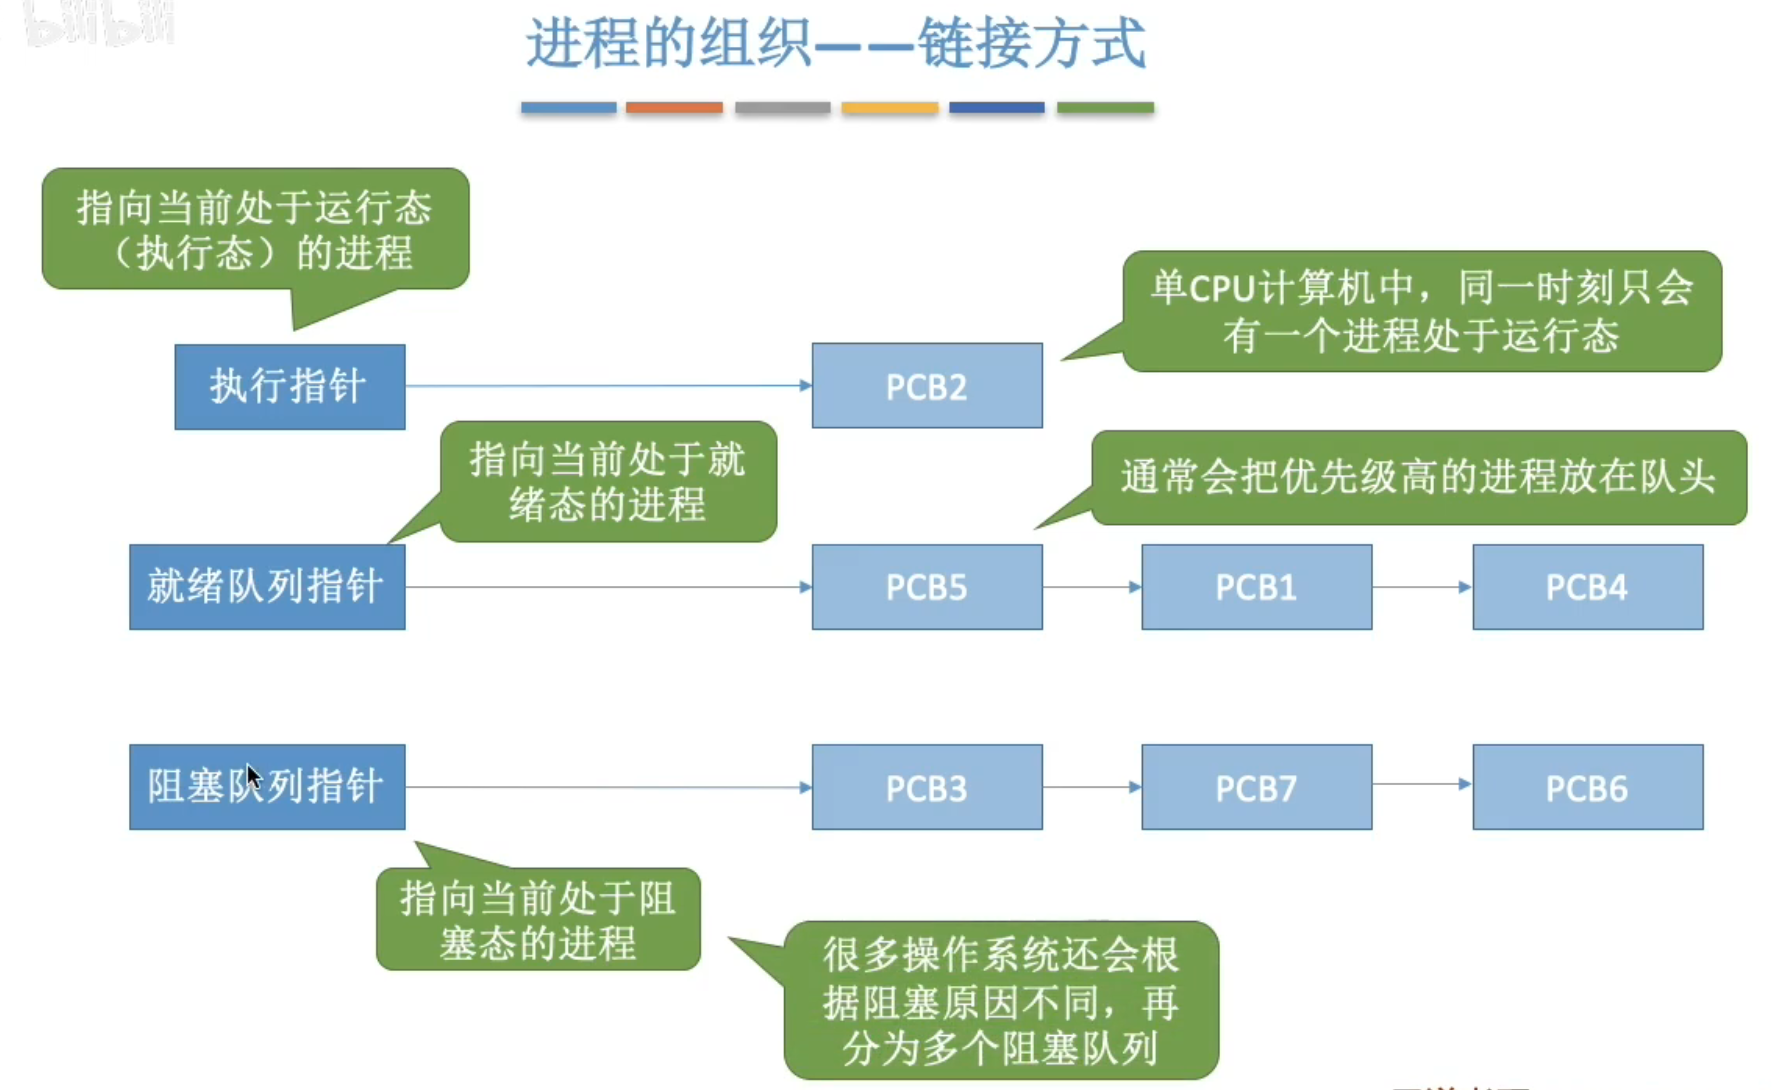 bilibili
进程的组织——链接方式
指向当前处于运行态
（执行态）的进程
单CPU计算机中，同一时刻只会
有一个进程处于运行态
执行指针
PCB2
指向当前处于就
绪态的进程
通常会把优先级高的进程放在队头
就绪队列指针
PCB5
PCB1
PCB4
阻塞队列指针
PCB3
PCB7
PCB6
指向当前处于阻
塞态的进程
很多操作系统还会根
据阻塞原因不同，再
分为多个阻塞队列